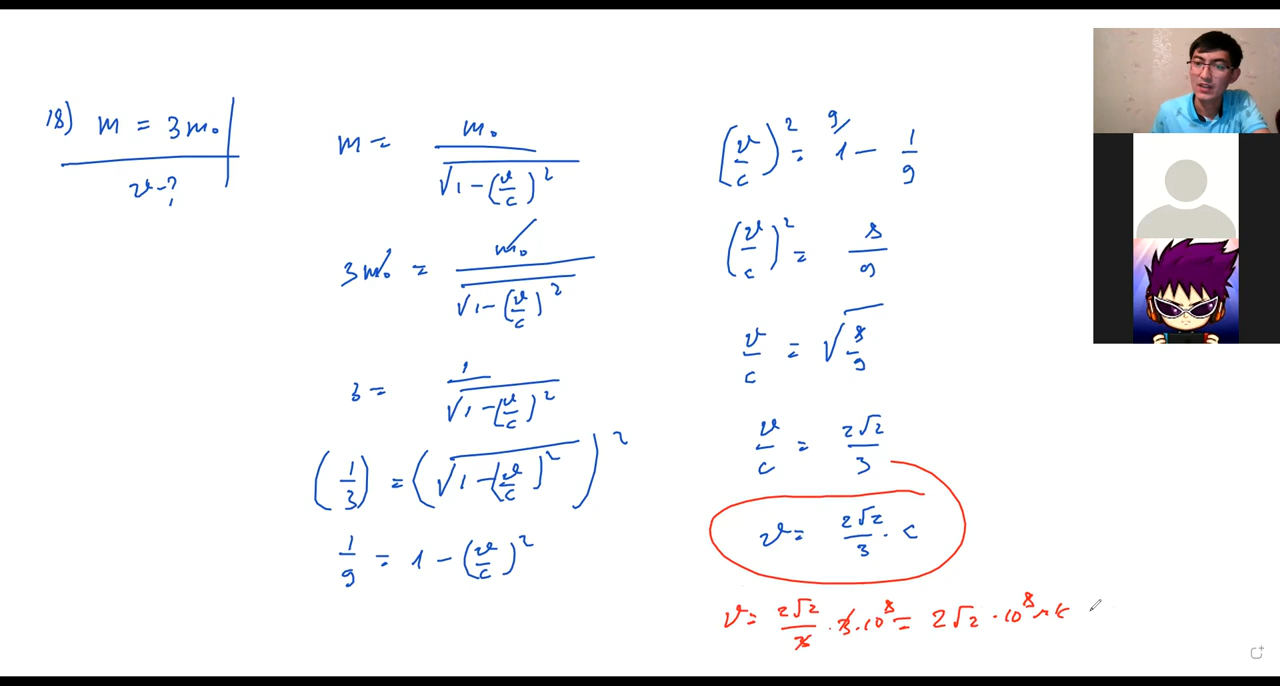 18) m = 3m₀
v-?
m = m₀ / √1-(v/c)²
3m₀ = m₀ / √1-(v/c)²
3 = 1 / √1-(v/c)²
(1/3) = (√1-(v/c)²)²
1/9 = 1 - (v/c)²
(v/c)² = 9/ 1 - 1/9
(v/c)² = 8/9
v/c = √8/9
v/c = 2√2/3
v = 2√2/3 · c
v = 2√2/3 · 3·10⁸ = 2√2 · 10⁸